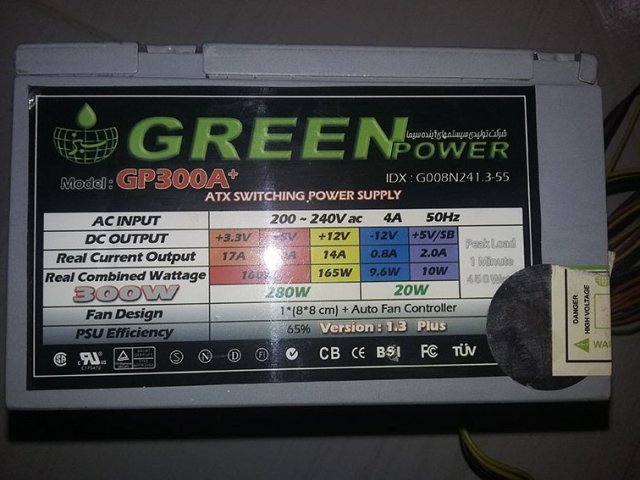 GREEN POWER
شرکت تولیدی سیستمهای آینده سیما
IDX : G008N241.3-55
Model : GP300A+
ATX SWITCHING POWER SUPPLY
AC INPUT 200 ~ 240V ac 4A 50Hz
DC OUTPUT +3.3V +12V -12V +5V/SB
Real Current Output 17A 14A 0.8A 2.0A
Peak Load
1 Minute
Real Combined Wattage 165W 9.6W 10W
300W 280W 20W
Fan Design 1*(8*8 cm) + Auto Fan Controller
PSU Efficiency 65% Version : 1.3 Plus
CB CE BSI FC TÜV
DANGER
HIGH VOLTAGE